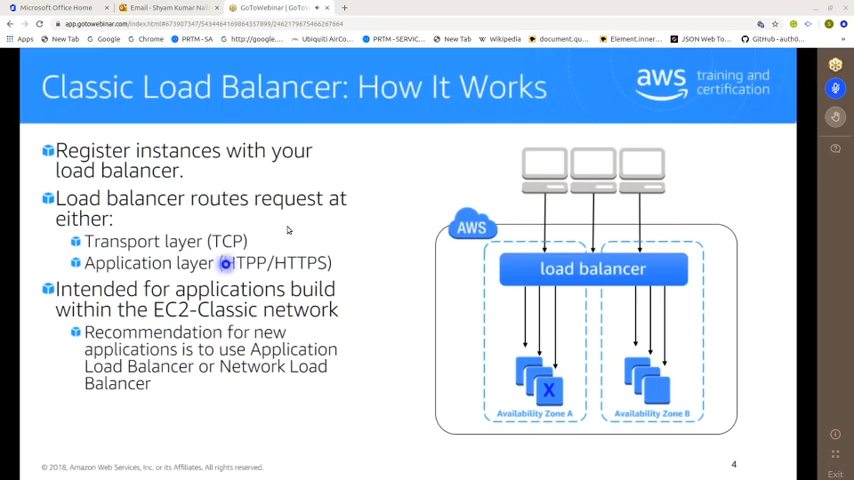 Microsoft Office Home
Email - Shyam Kumar Na
GoToWebinar | GoToW
app.gotowebinar.com/index.html#673907347/5434464169864357899/2462179675466267664
Apps
New Tab
Google
Chrome
PRTM-SA
http://google....
Ubiquiti AirCo...
PRTM -SERVIC...
New Tab
Wikipedia
document.qu...
Element.inner...
JSON Web To...
GitHub - auth0...
Classic Load Balancer: How It Works
aws training and
certification
Register instances with your
load balancer.
Load balancer routes request at
either:
Transport layer (TCP)
Application layer (HTPP/HTTPS)
Intended for applications build
within the EC2-Classic network
Recommendation for new
applications is to use Application
Load Balancer or Network Load
Balancer
AWS
load balancer
X
Availability Zone A
Availability Zone B
© 2018, Amazon Web Services, Inc. or its Affiliates. All rights reserved.
4
Exit